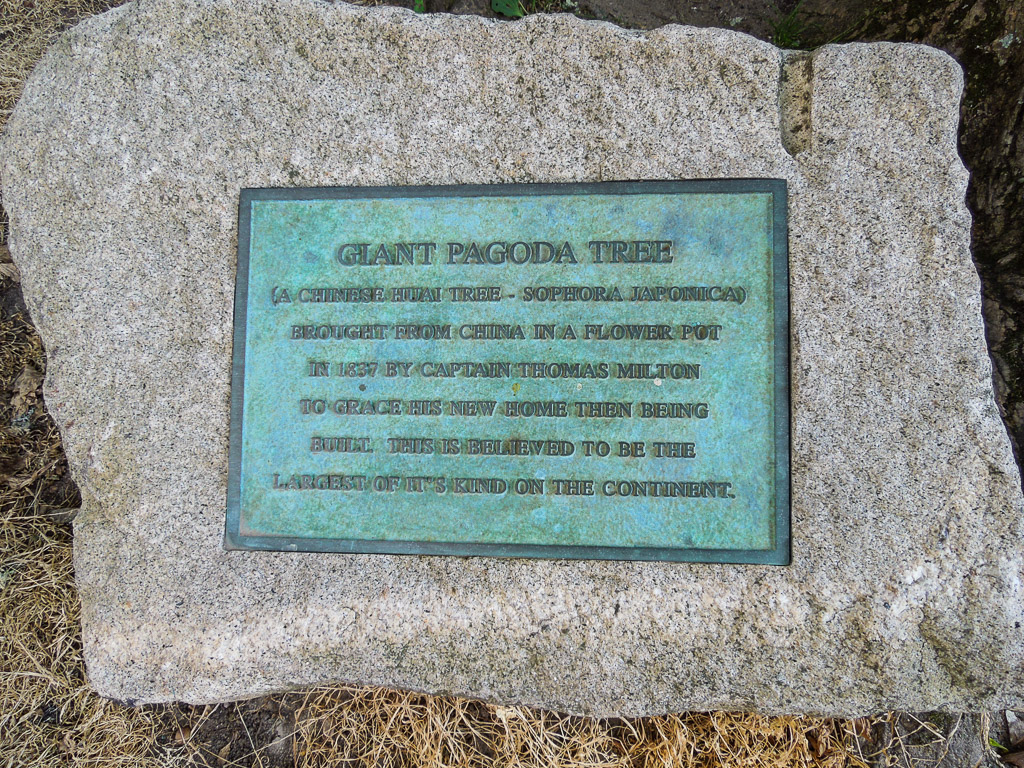 GIANT PAGODA TREE
(A CHINESE HUAI TREE - SOPHORA JAPONICA)
BROUGHT FROM CHINA IN A FLOWER POT
IN 1837 BY CAPTAIN THOMAS MILTON
TO GRACE HIS NEW HOME THEN BEING
BUILT. THIS IS BELIEVED TO BE THE
LARGEST OF IT'S KIND ON THE CONTINENT.